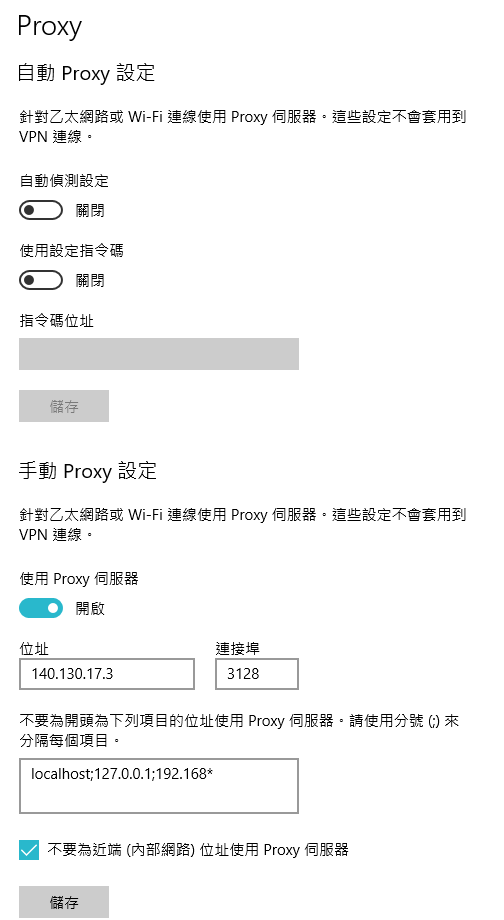 Proxy
自動 Proxy 設定
針對乙太網路或 Wi-Fi 連線使用 Proxy 伺服器。這些設定不會套用到
VPN 連線。
自動偵測設定
關閉
使用設定指令碼
關閉
指令碼位址
儲存
手動 Proxy 設定
針對乙太網路或 Wi-Fi 連線使用 Proxy 伺服器。這些設定不會套用到
VPN 連線。
使用 Proxy 伺服器
開啟
位址 連接埠
140.130.17.3 3128
不要為開頭為下列項目的位址使用 Proxy 伺服器。請使用分號 (;) 來
分隔每個項目。
localhost;127.0.0.1;192.168*
不要為近端 (內部網路) 位址使用 Proxy 伺服器
儲存